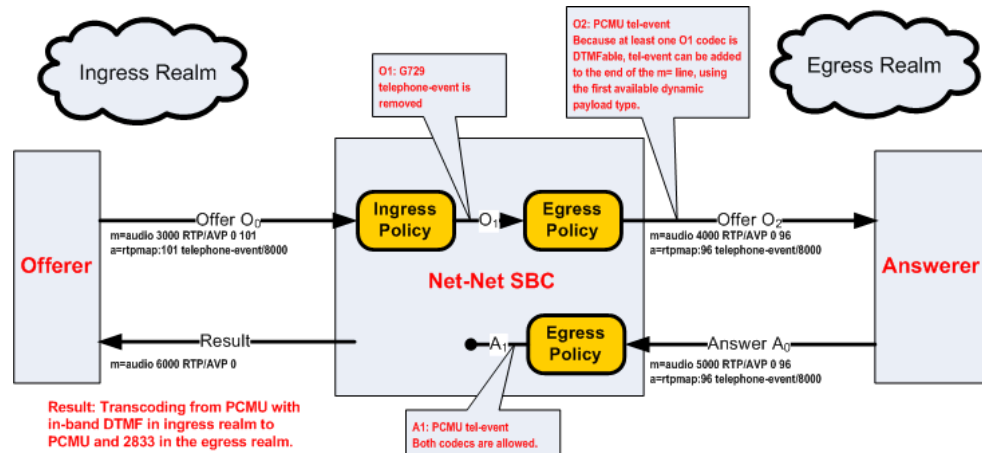 Ingress Realm
O1: G729
telephone-event is
removed
O2: PCMU tel-event
Because at least one O1 codec is
DTMFable, tel-event can be added
to the end of the m= line, using
the first available dynamic
payload type.
Egress Realm
Offerer
Offer O₀
m=audio 3000 RTP/AVP 0 101
a=rtpmap:101 telephone-event/8000
Ingress
Policy
O₁
Egress
Policy
Offer O₂
m=audio 4000 RTP/AVP 0 96
a=rtpmap:96 telephone-event/8000
Answerer
Net-Net SBC
Result
m=audio 6000 RTP/AVP 0
A₁
Egress
Policy
Answer A₀
m=audio 5000 RTP/AVP 0 96
a=rtpmap:96 telephone-event/8000
Result: Transcoding from PCMU with
in-band DTMF in ingress realm to
PCMU and 2833 in the egress realm.
A1: PCMU tel-event
Both codecs are allowed.